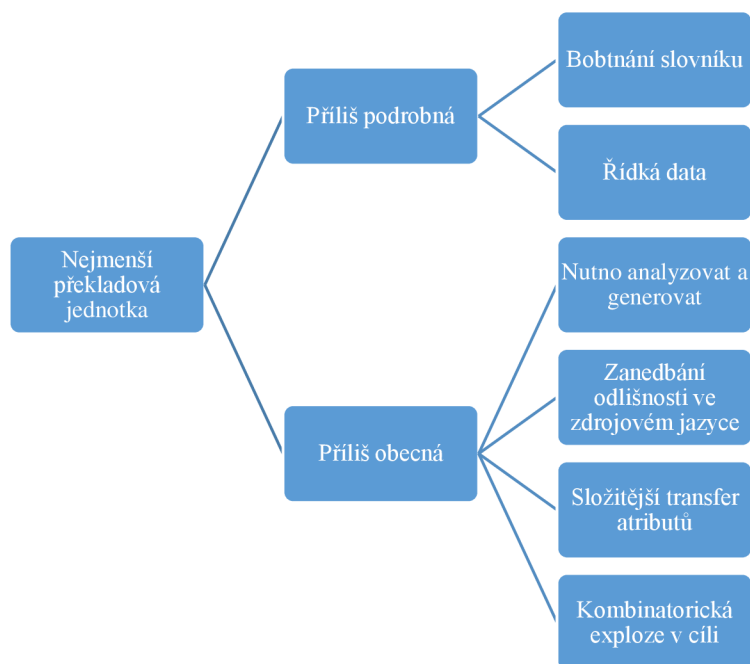 Nejmenší
překladová
jednotka
Příliš podrobná
Bobtnání slovníku
Řídká data
Příliš obecná
Nutno analyzovat a
generovat
Zanedbání
odlišnosti ve
zdrojovém jazyce
Složitější transfer
atributů
Kombinatorická
exploze v cíli